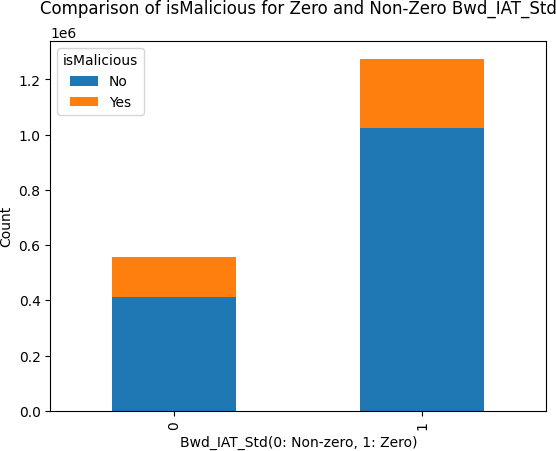 Comparison of isMalicious for Zero and Non-Zero Bwd_IAT_Std
1e6
isMalicious
No
Yes
1.2
1.0
0.8
0.6
0.4
0.2
0.0
Count
0
1
Bwd_IAT_Std(0: Non-zero, 1: Zero)